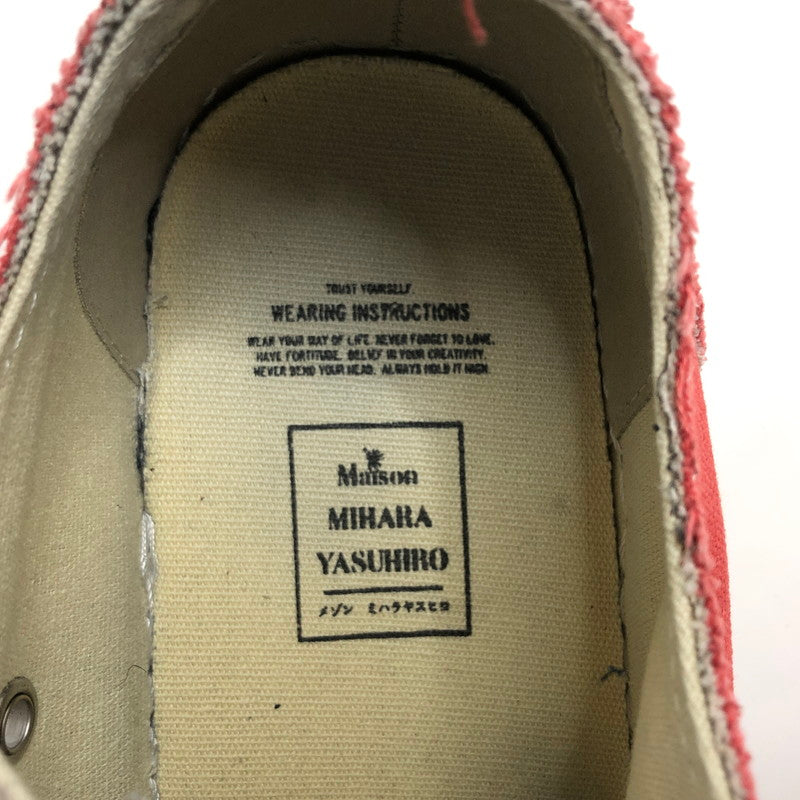 TRUST YOURSELF
WEARING INSTRUCTIONS
WEAR YOUR WAY OF LIFE. NEVER FORGET TO LOVE.
HAVE FORTITUDE. BELIEF IN YOUR CREATIVITY.
NEVER BEND YOUR HEAD. ALWAYS HOLD IT HIGH.
Maison
MIHARA
YASUHIRO
メゾン ミハラヤスヒロ